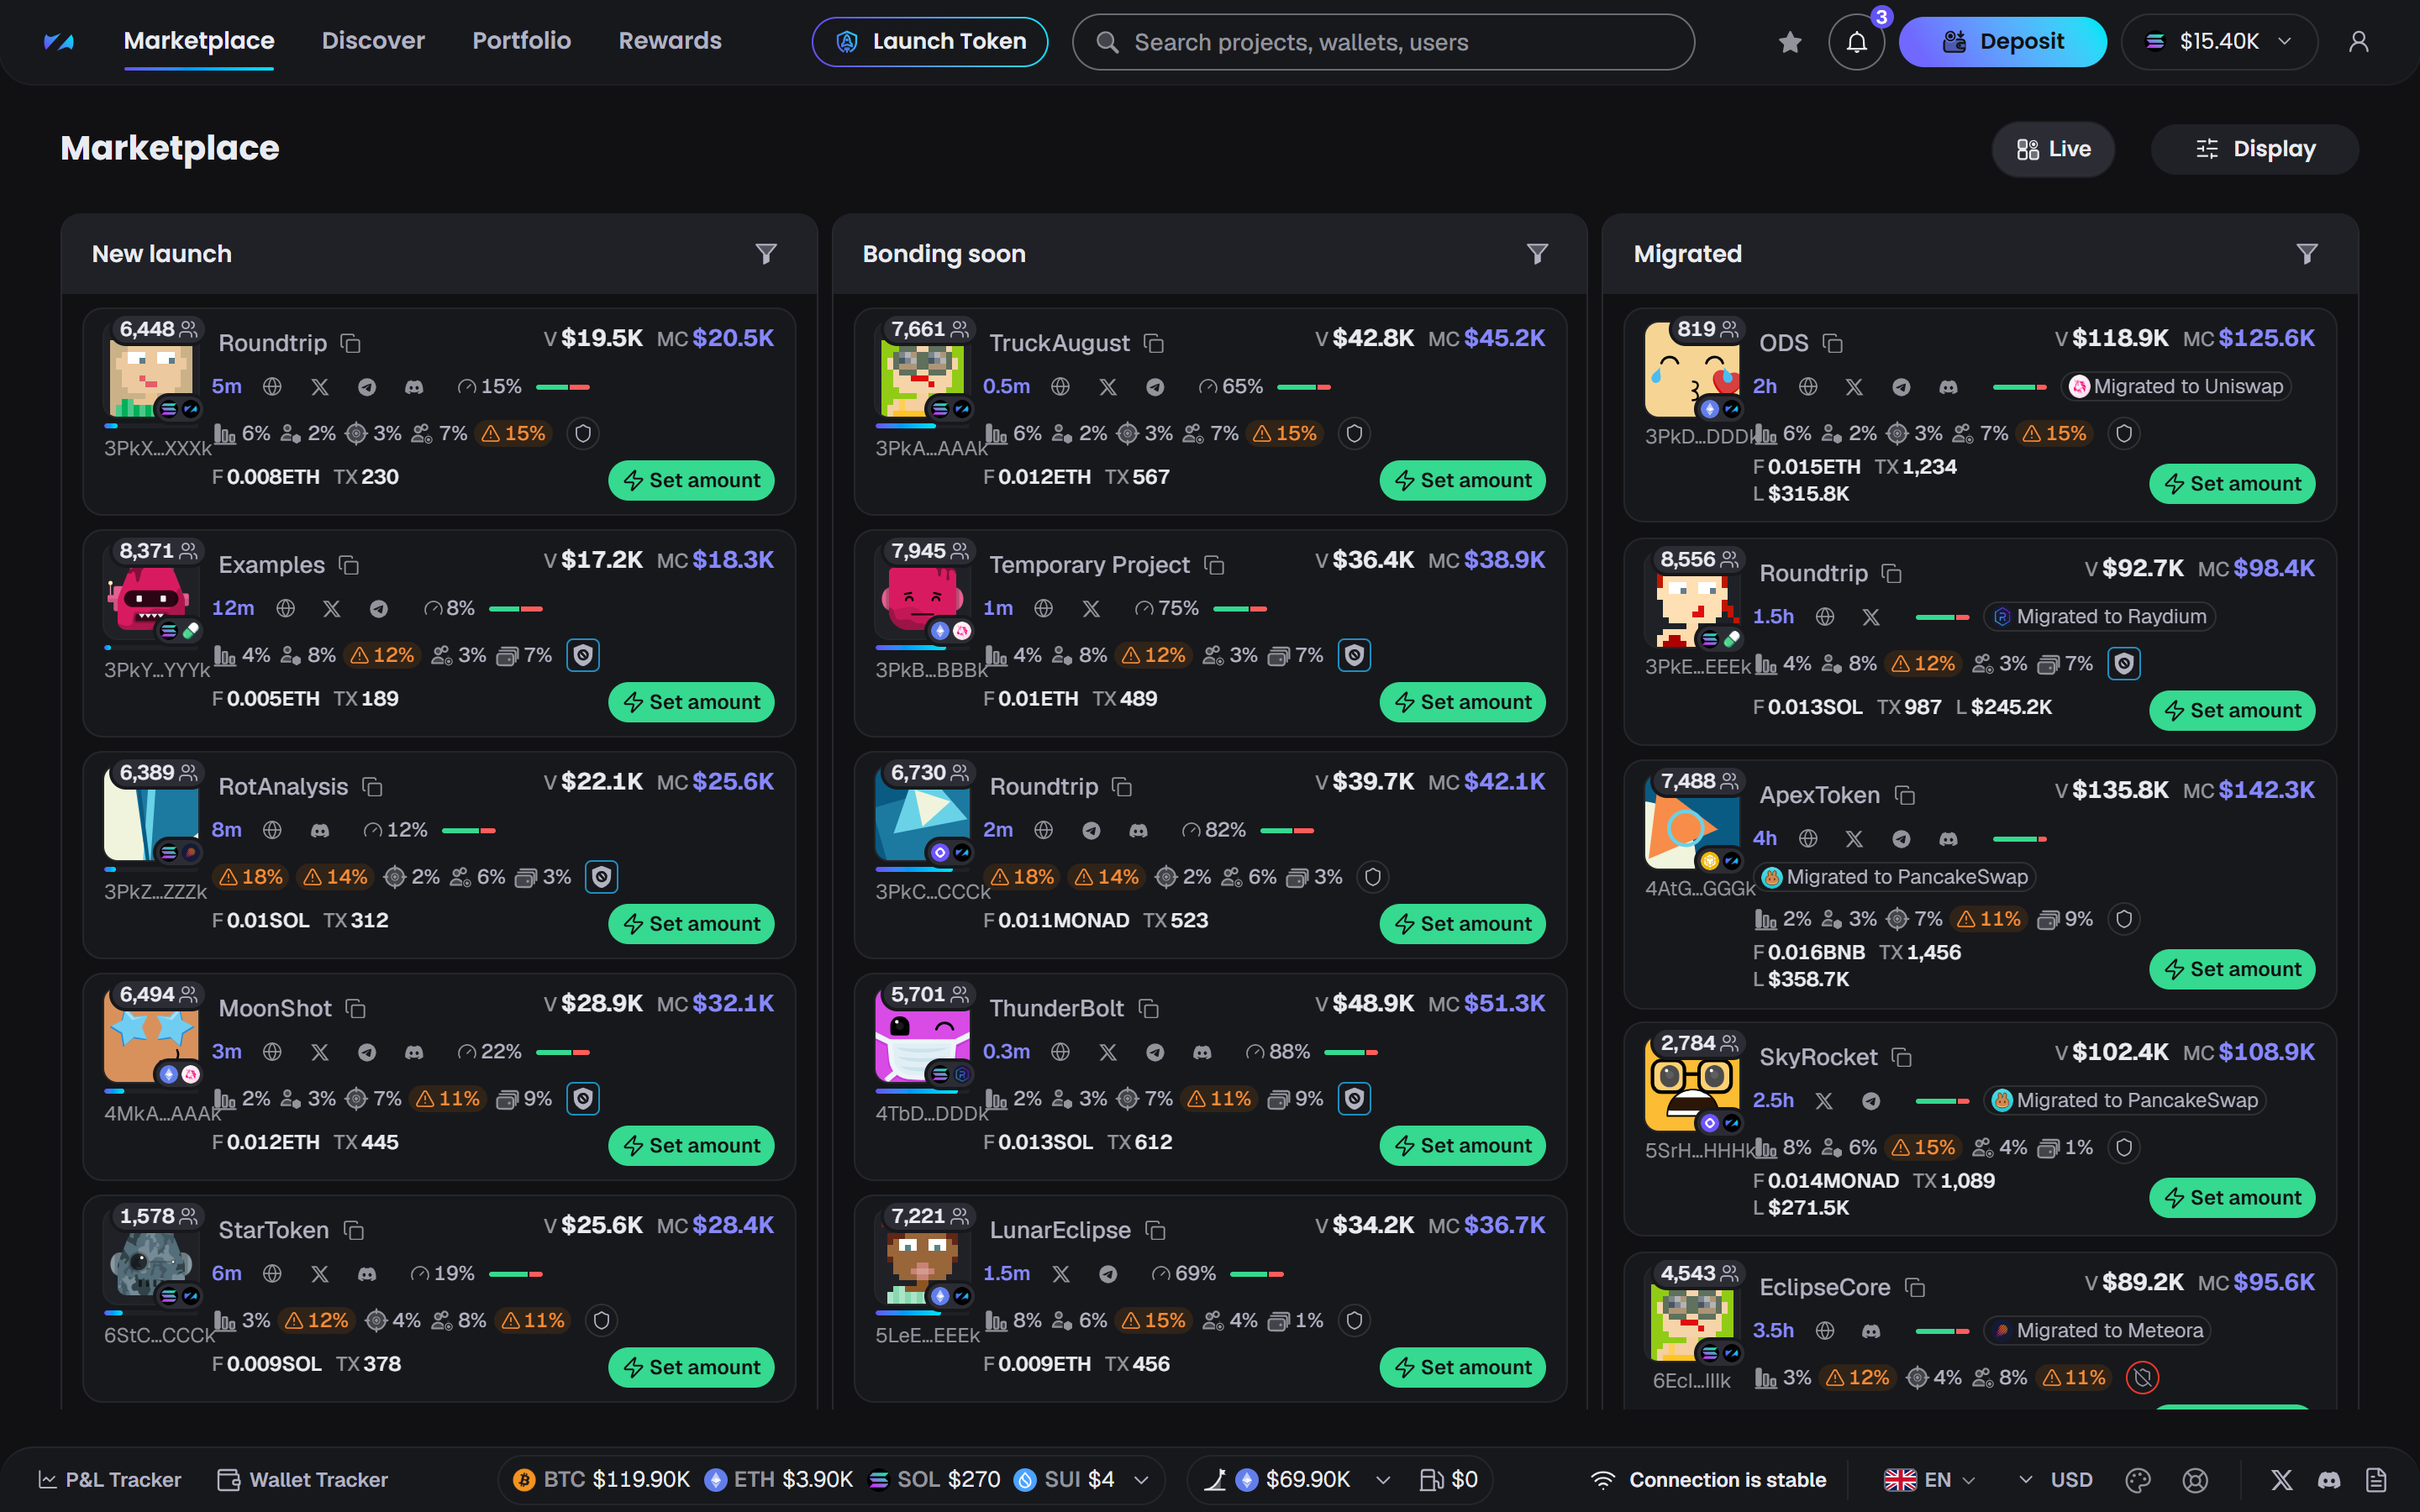 Marketplace Discover Portfolio Rewards Launch Token Search projects, wallets, users 3 Deposit $15.40K
Marketplace Live Display
New launch
6,448 Roundtrip V $19.5K MC $20.5K
5m 15%
6% 2% 3% 7% 15%
3PkX...XXXk
F 0.008ETH TX 230 Set amount
8,371 Examples V $17.2K MC $18.3K
12m 8%
4% 8% 12% 3% 7%
3PkY...YYYk
F 0.005ETH TX 189 Set amount
6,389 RotAnalysis V $22.1K MC $25.6K
8m 12%
18% 14% 2% 6% 3%
3PkZ...ZZZk
F 0.01SOL TX 312 Set amount
6,494 MoonShot V $28.9K MC $32.1K
3m 22%
2% 3% 7% 11% 9%
4MkA...AAAK
F 0.012ETH TX 445 Set amount
1,578 StarToken V $25.6K MC $28.4K
6m 19%
3% 12% 4% 8% 11%
6StC...CCCk
F 0.009SOL TX 378 Set amount
Bonding soon
7,661 TruckAugust V $42.8K MC $45.2K
0.5m 65%
6% 2% 3% 7% 15%
3PkA...AAAk
F 0.012ETH TX 567 Set amount
7,945 Temporary Project V $36.4K MC $38.9K
1m 75%
4% 8% 12% 3% 7%
3PkB...BBBk
F 0.01ETH TX 489 Set amount
6,730 Roundtrip V $39.7K MC $42.1K
2m 82%
18% 14% 2% 6% 3%
3PkC...CCCk
F 0.011MONAD TX 523 Set amount
5,701 ThunderBolt V $48.9K MC $51.3K
0.3m 88%
2% 3% 7% 11% 9%
4TbD...DDDk
F 0.013SOL TX 612 Set amount
7,221 LunarEclipse V $34.2K MC $36.7K
1.5m 69%
8% 6% 15% 4% 1%
5LeE...EEEk
F 0.009ETH TX 456 Set amount
Migrated
819 ODS V $118.9K MC $125.6K
2h Migrated to Uniswap
6% 2% 3% 7% 15%
3PkD...DDDk
F 0.015ETH TX 1,234
L $315.8K Set amount
8,556 Roundtrip V $92.7K MC $98.4K
1.5h Migrated to Raydium
4% 8% 12% 3% 7%
3PkE...EEEk
F 0.013SOL TX 987 L $245.2K Set amount
7,488 ApexToken V $135.8K MC $142.3K
4h
Migrated to PancakeSwap
4AtG...GGGk
2% 3% 7% 11% 9%
F 0.016BNB TX 1,456
L $358.7K Set amount
2,784 SkyRocket V $102.4K MC $108.9K
2.5h Migrated to PancakeSwap
8% 6% 15% 4% 1%
5SrH...HHHk
F 0.014MONAD TX 1,089
L $271.5K Set amount
4,543 EclipseCore V $89.2K MC $95.6K
3.5h Migrated to Meteora
3% 12% 4% 8% 11%
6Ecl...IIIk
P&L Tracker Wallet Tracker BTC $119.90K ETH $3.90K SOL $270 SUI $4 $69.90K $0 Connection is stable EN USD